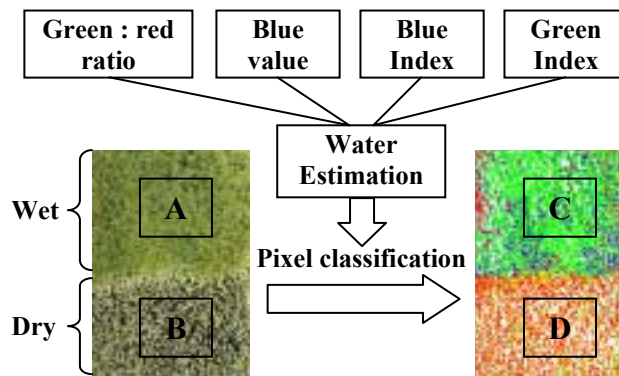 Green : red
ratio
Blue
value
Blue
Index
Green
Index
Water
Estimation
Wet
A
C
Pixel classification
Dry
B
D